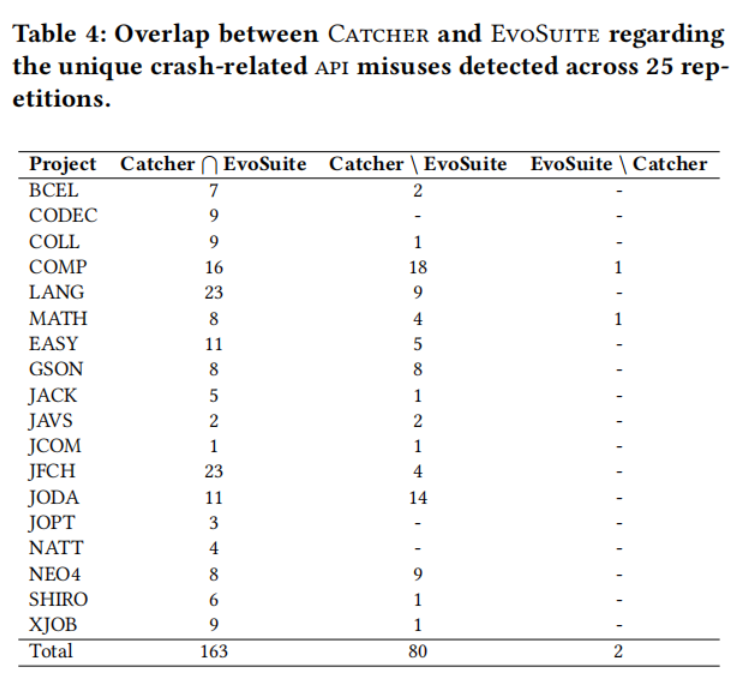 Table 4: Overlap between CATCHER and EVOSUITE regarding
the unique crash-related API misuses detected across 25 rep-
etitions.
Project Catcher ⋂ EvoSuite Catcher \ EvoSuite EvoSuite \ Catcher
BCEL 7 2 -
CODEC 9 - -
COLL 9 1 -
COMP 16 18 1
LANG 23 9 -
MATH 8 4 1
EASY 11 5 -
GSON 8 8 -
JACK 5 1 -
JAVS 2 2 -
JCOM 1 1 -
JFCH 23 4 -
JODA 11 14 -
JOPT 3 - -
NATT 4 - -
NEO4 8 9 -
SHIRO 6 1 -
XJOB 9 1 -
Total 163 80 2